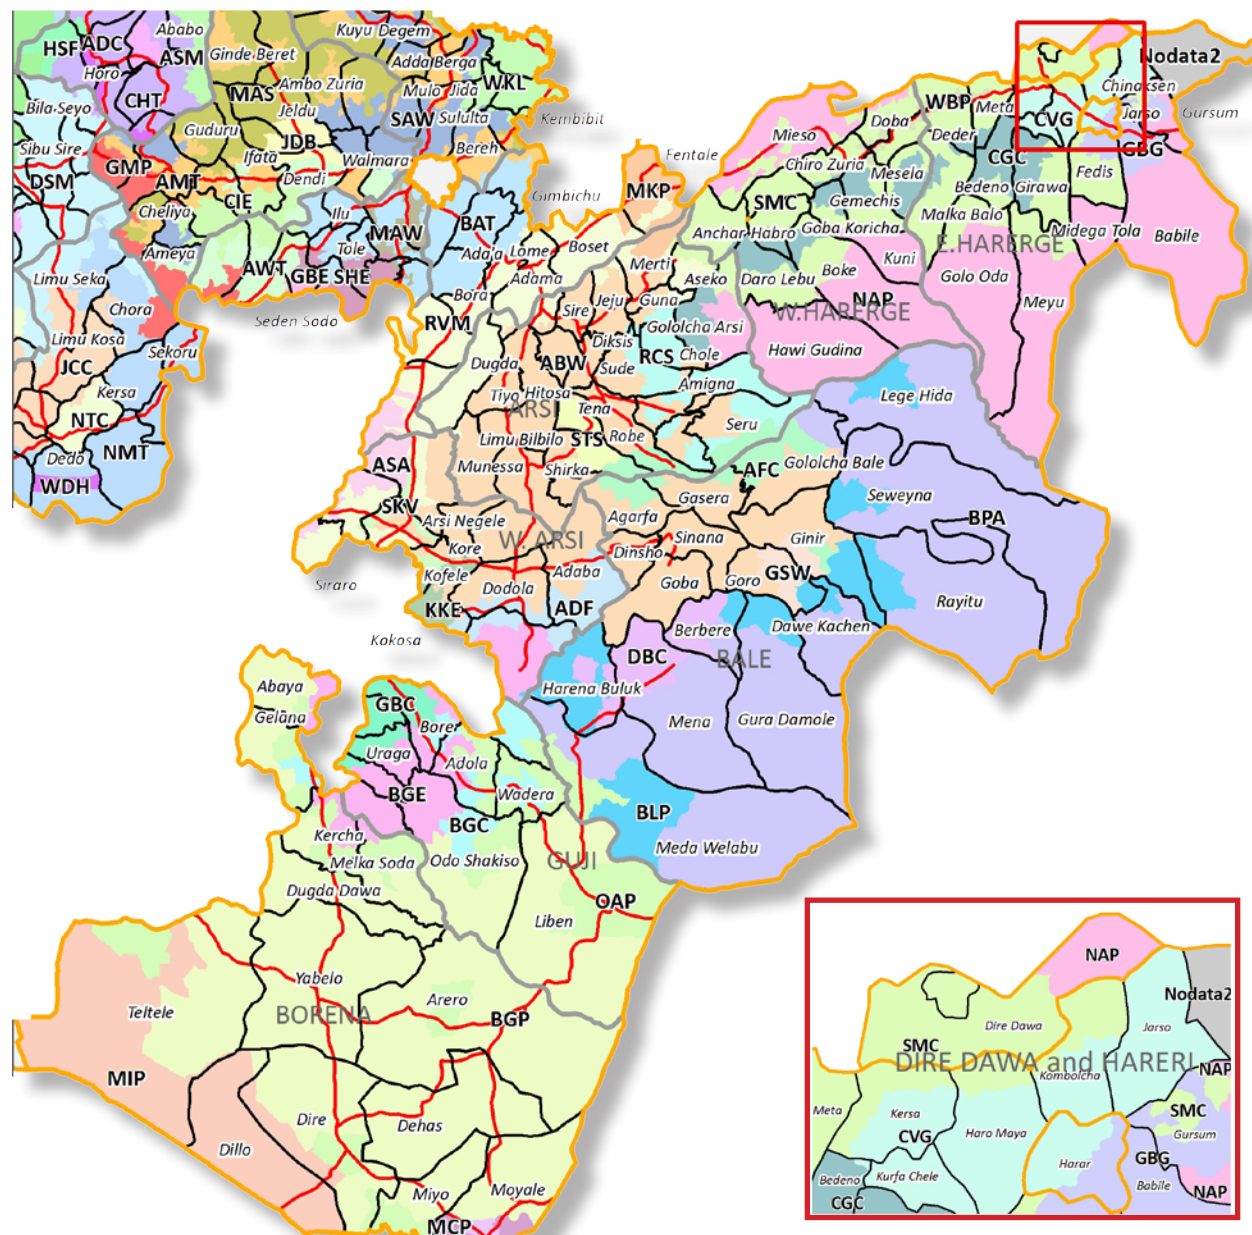 Ababo
Kuyu Degem
HSF ADC
ASM
Ginde Beret
Adda Berga
Horo
WKL
Nodata2
CHT
MAS
Ambo Zuria
Mulo Jida
Chinaksen
Bila-Seyo
Jeldu
SAW Sululta
Kembibit
WBP Meta
CVG
Jarso
Gursum
Guduru
JDB
Mieso
Doba
Deder
Sibu Sire
GMP
Ifata
Walmara
Bereh
Fentale
Chiro Zuria
CGC
GBG
DSM
AMT
CIE
Dendi
Gimbichu
MKP
Mesela
Bedeno Girawa
Fedis
Cheliya
Ilu
SMC
Gemechis
Malka Balo
Ameya
Tole
MAW
BAT
Anchar Habro
Goba Koricha
Midega Tola
Babile
AWT
GBE SHE
Ada'a
Lome
Boset
E.HARERGE
Limu Seka
Adama
Merti
Aseko
Daro Lebu
Boke
Kuni
Golo Oda
Chora
Bora
Sire
Jeju
Guna
NAP
Meyu
Seden Sodo
RVM
Gololcha Arsi
W.HARERGE
Limu Kosa
Sekoru
Dugda
Diksis
RCS
Chole
Hawi Gudina
JCC
ABW
Sude
Kersa
Tiyo
Hitosa
Amigna
Lege Hida
NTC
ARSI
Tena
Seru
Dedo
NMT
Limu Bilbilo
STS
Robe
WDH
ASA
Munessa
Shirka
AFC
Gololcha Bale
SKV
Gasera
Seweyna
Arsi Negele
Agarfa
BPA
Kore
W. ARSI
Sinana
Ginir
Siraro
Kofele
Adaba
Dinsho
Dodola
Goba
Goro
GSW
Rayitu
KKE
ADF
Kokosa
Berbere
Dawe Kachen
DBC
BALE
Abaya
Harena Buluk
Gelana
GBC
Borer
Mena
Gura Damole
Uraga
Adola
BGE
Wadera
BLP
Kercha
BGC
Meda Welabu
Melka Soda
Odo Shakiso
GUJI
Dugda Dawa
OAP
Liben
Yabelo
Teltele
Arero
BORENA
BGP
MIP
Dire
Dehas
Dillo
Miyo
Moyale
MCP
NAP
Nodata2
Dire Dawa
Jarso
SMC
DIRE DAWA and HARERI
NAP
Kombolcha
Meta
Kersa
SMC
CVG
Haro Maya
Gursum
Harar
GBG
Bedeno
Kurfa Chele
Babile
CGC
NAP